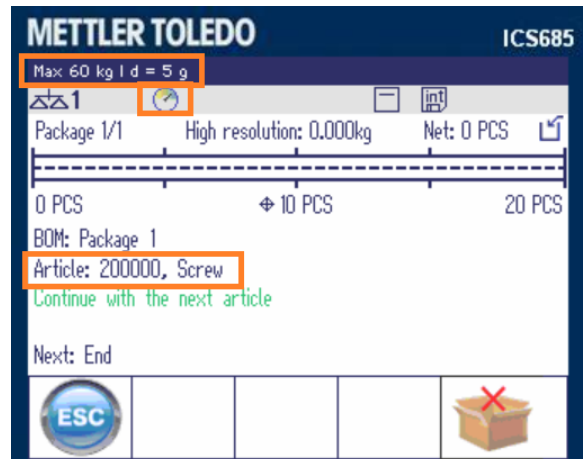 METTLER TOLEDO ICS685
Max 60 kg | d = 5 g
1 int
Package 1/1 High resolution: 0.000kg Net: 0 PCS
0 PCS 10 PCS 20 PCS
BOM: Package 1
Article: 200000, Screw
Continue with the next article
Next: End
ESC